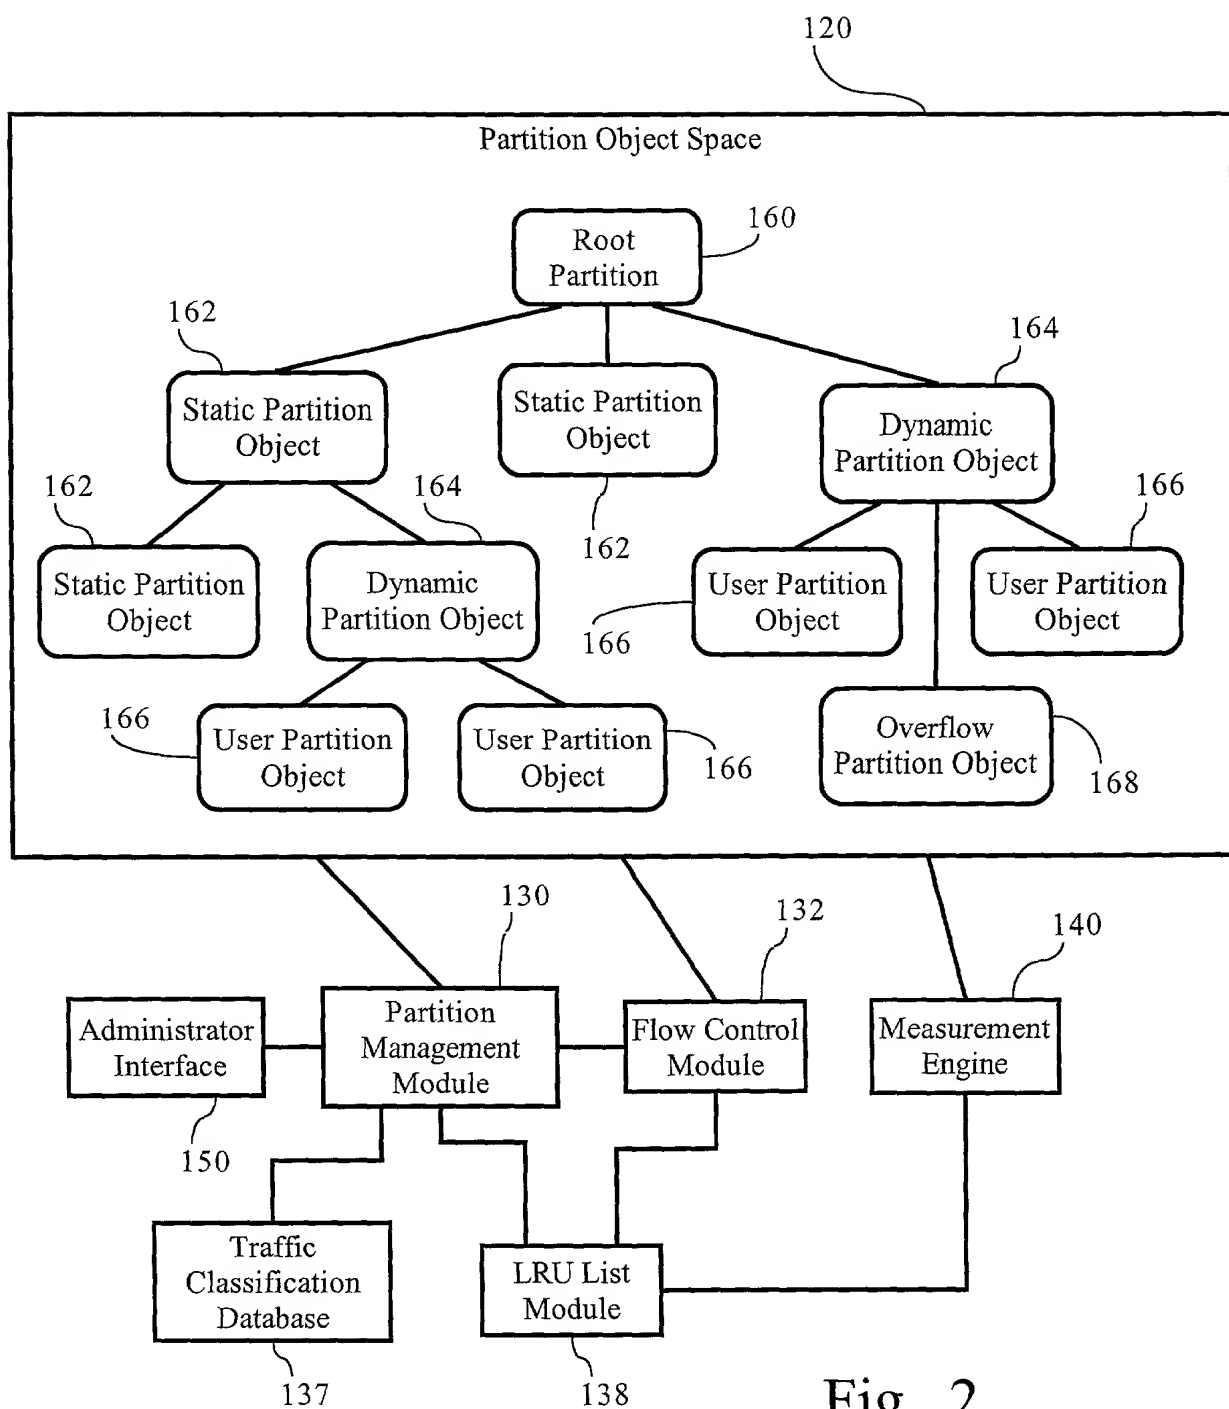 120
Partition Object Space
160
Root
Partition
162
164
Static Partition
Object
Static Partition
Object
Dynamic
Partition Object
162
164
162
166
Static Partition
Object
Dynamic
Partition Object
User Partition
Object
User Partition
Object
166
166
User Partition
Object
User Partition
Object
166
Overflow
Partition Object
168
130
132
140
Administrator
Interface
Partition
Management
Module
Flow Control
Module
Measurement
Engine
150
Traffic
Classification
Database
LRU List
Module
137
138
Fig. 2